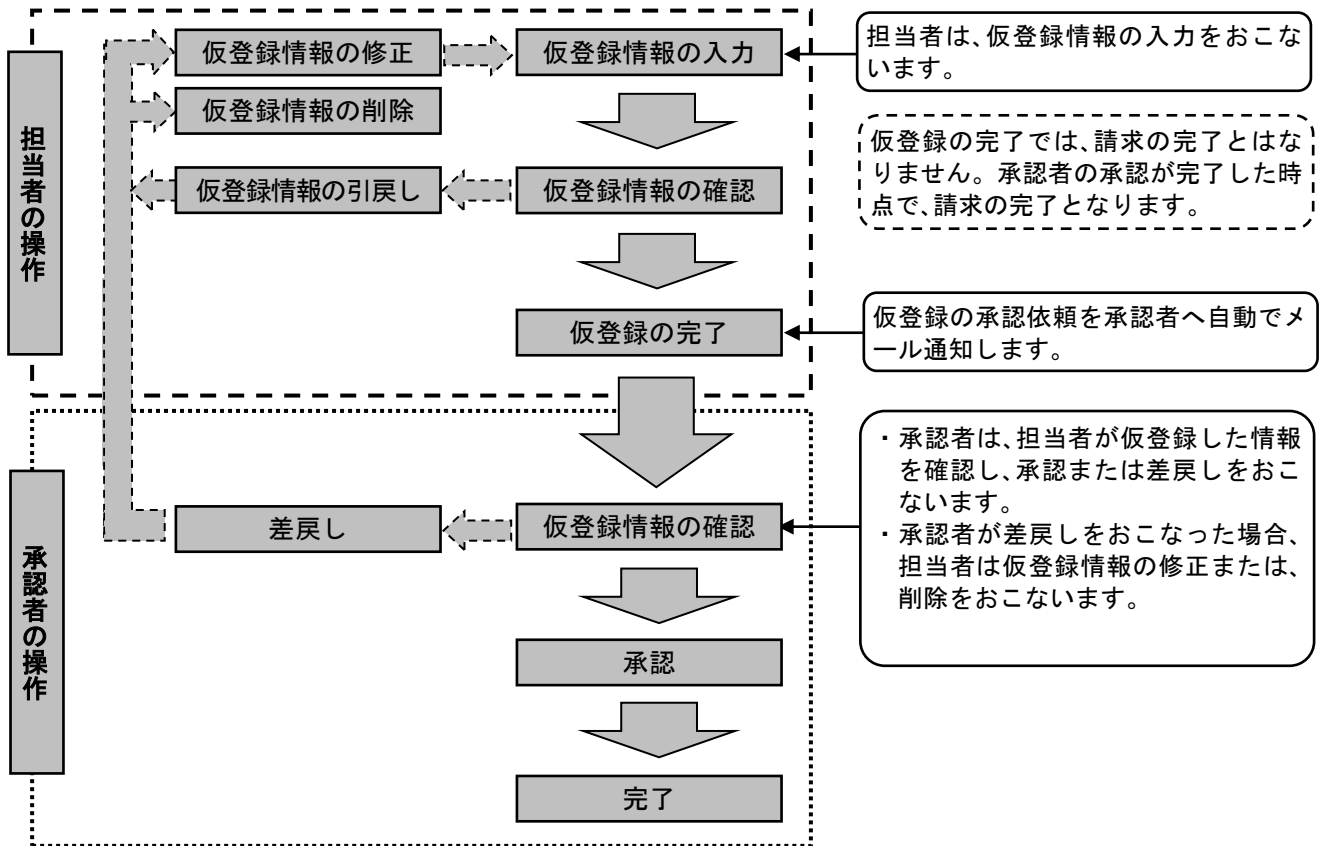 担当者の操作
仮登録情報の修正
仮登録情報の入力
担当者は、仮登録情報の入力をおこな
います。
仮登録情報の削除
仮登録の完了では、請求の完了とはな
りません。承認者の承認が完了した時
点で、請求の完了となります。
仮登録情報の引戻し
仮登録情報の確認
仮登録の完了
仮登録の承認依頼を承認者へ自動でメ
ール通知します。
承認者の操作
差戻し
仮登録情報の確認
・承認者は、担当者が仮登録した情報
を確認し、承認または差戻しをおこ
ないます。
・承認者が差戻しをおこなった場合、
担当者は仮登録情報の修正または、
削除をおこないます。
承認
完了